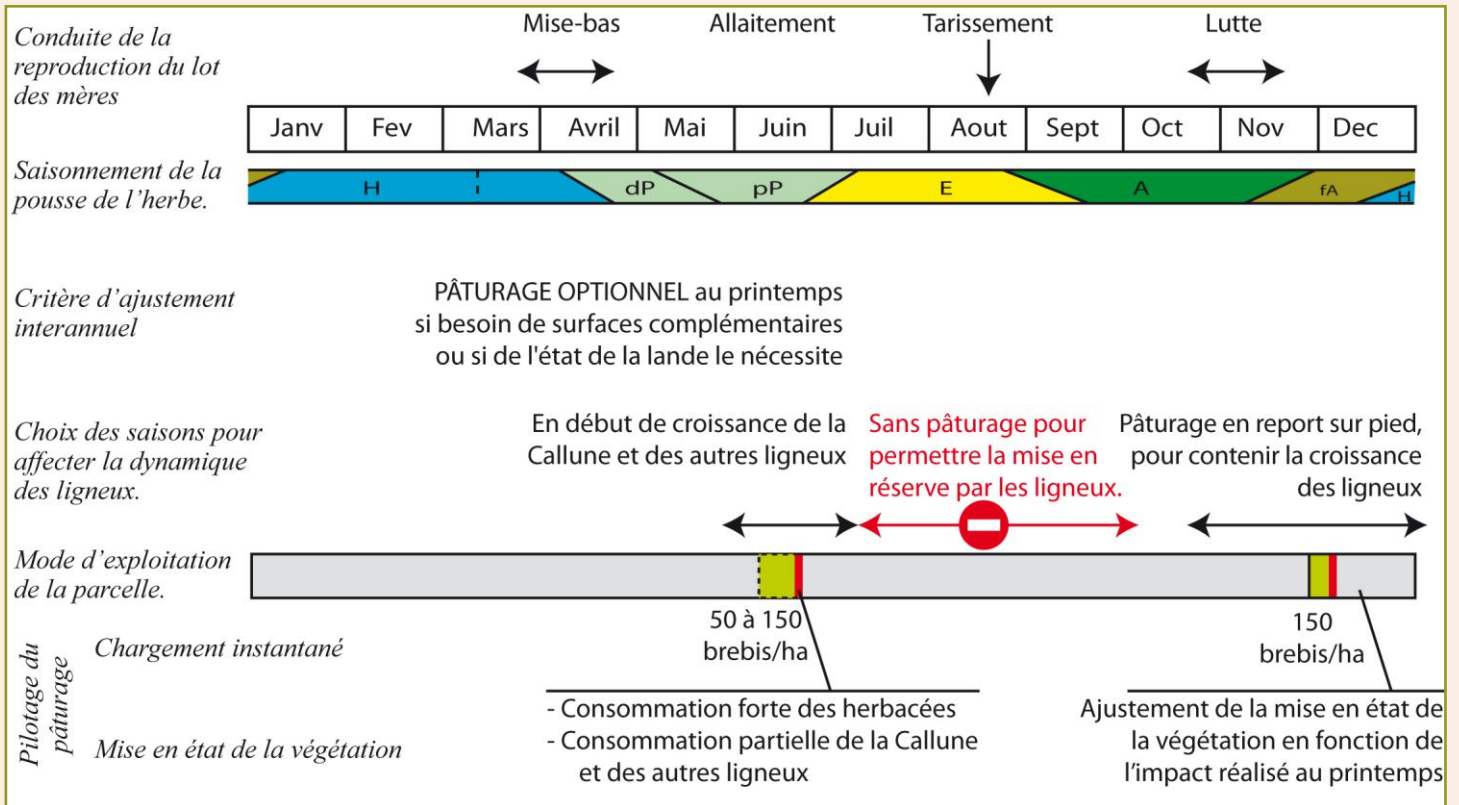 Conduite de la
reproduction du lot
des mères
Mise-bas
Allaitement
Tarissement
Lutte
Janv Fev Mars Avril Mai Juin Juil Aout Sept Oct Nov Dec
Saisonnement de la
pousse de l'herbe.
H dP pP E A fA H
Critère d'ajustement
interannuel
PÂTURAGE OPTIONNEL au printemps
si besoin de surfaces complémentaires
ou si de l'état de la lande le nécessite
Choix des saisons pour
affecter la dynamique
des ligneux.
En début de croissance de la
Callune et des autres ligneux
Sans pâturage pour
permettre la mise en
réserve par les ligneux.
Pâturage en report sur pied,
pour contenir la croissance
des ligneux
Mode d'exploitation
de la parcelle.
Pilotage du
pâturage
Chargement instantané
50 à 150
brebis/ha
150
brebis/ha
Mise en état de la végétation
- Consommation forte des herbacées
- Consommation partielle de la Callune
et des autres ligneux
Ajustement de la mise en état de
la végétation en fonction de
l'impact réalisé au printemps